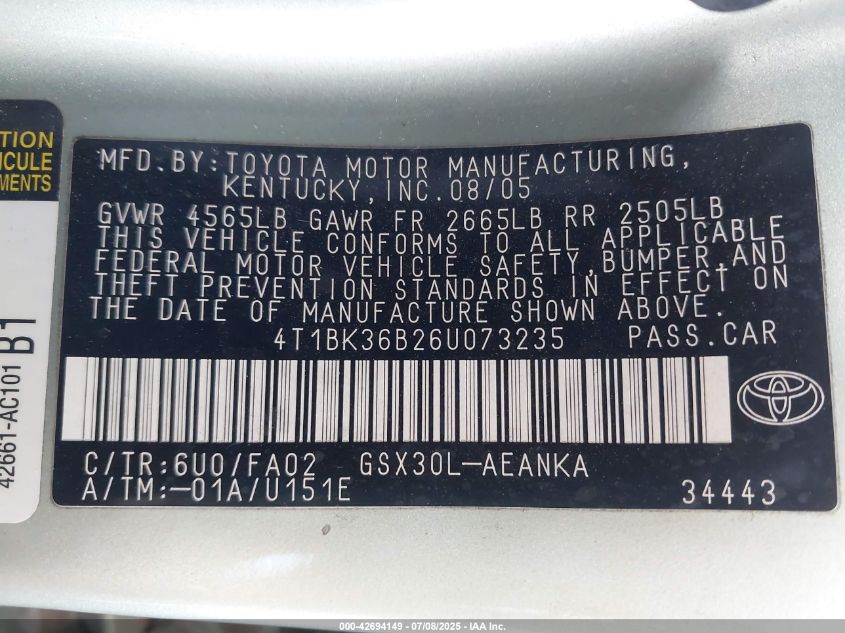 TION
ICULE
MENTS
42661-AC101
B1
MFD.BY:TOYOTA MOTOR MANUFACTURING,
KENTUCKY,INC.08/05
GVWR 4565LB GAWR FR 2665LB RR 2505LB
THIS VEHICLE CONFORMS TO ALL APPLICABLE
FEDERAL MOTOR VEHICLE SAFETY,BUMPER,AND
THEFT PREVENTION STANDARDS IN EFFECT ON
THE DATE OF MANUFACTURE SHOWN ABOVE.
4T1BK36B26U073235 PASS.CAR
C/TR:6U0/FA02 GSX30L-AEANKA
A/TM:-01A/U151E 34443
000-42694149 - 07/08/2025 - IAA Inc.